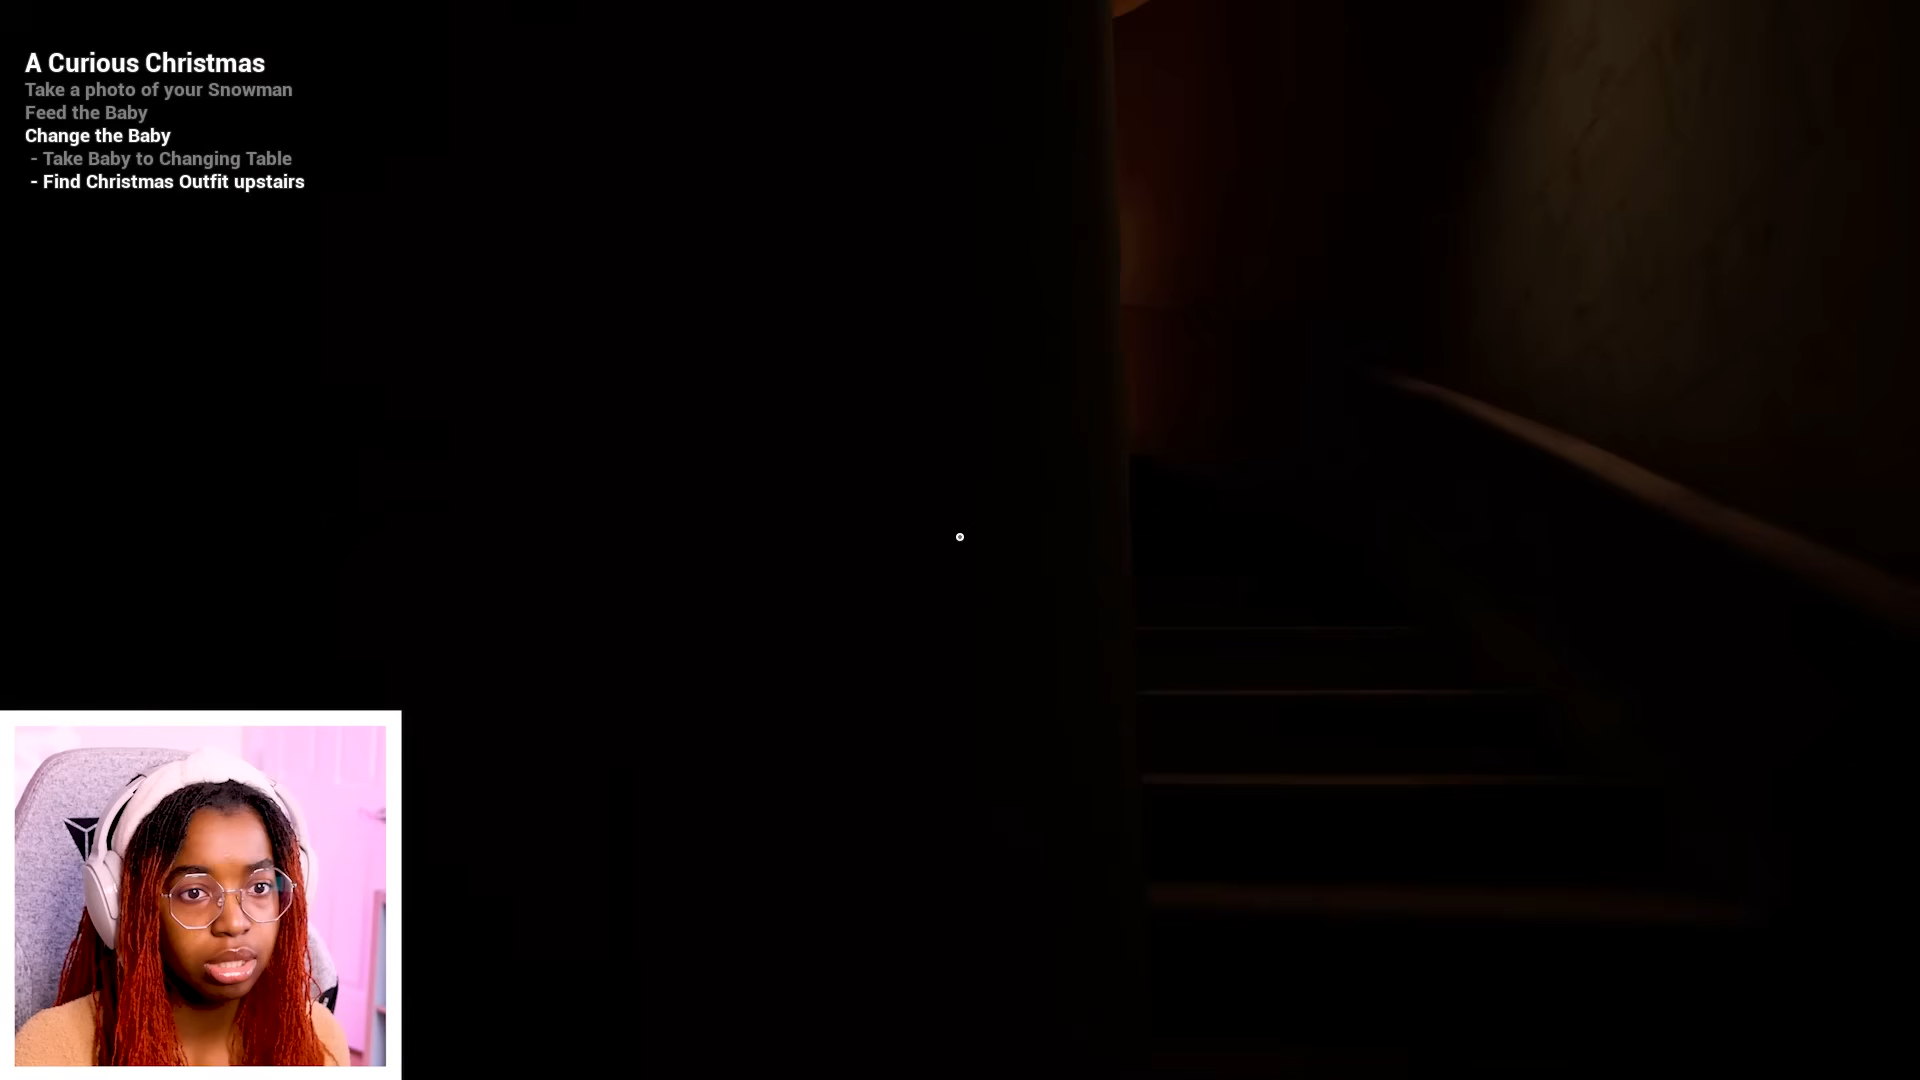 A Curious Christmas
Take a photo of your Snowman
Feed the Baby
Change the Baby
- Take Baby to Changing Table
- Find Christmas Outfit upstairs